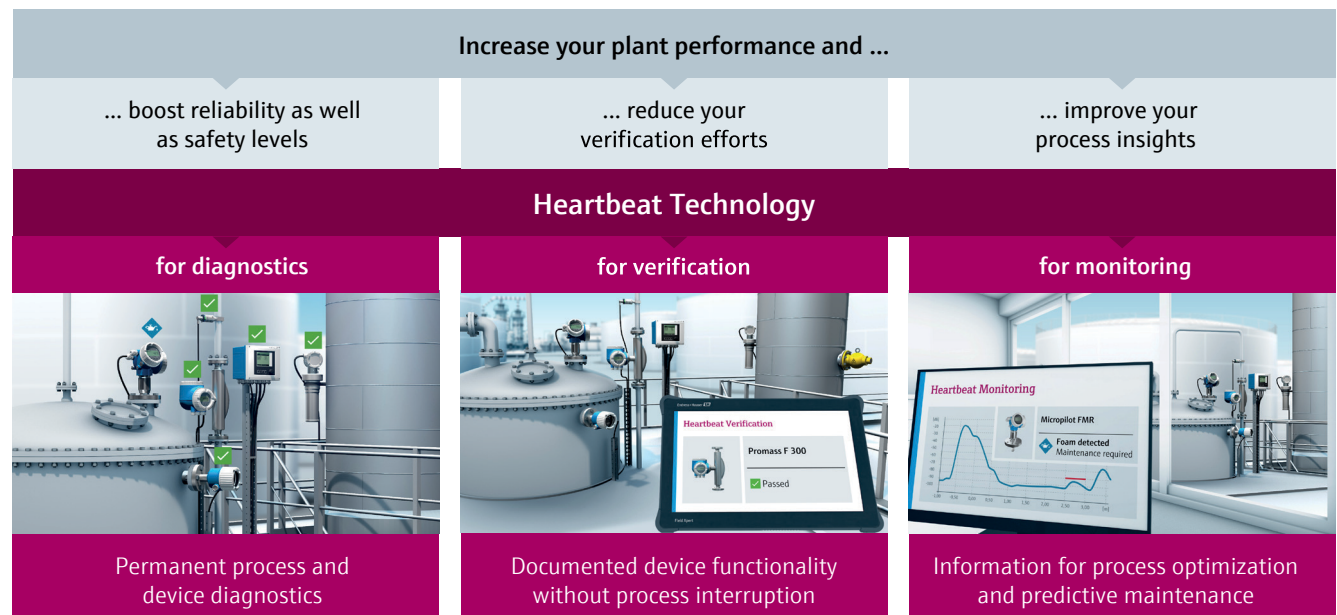 Increase your plant performance and ...
... boost reliability as well
as safety levels
... reduce your
verification efforts
... improve your
process insights
Heartbeat Technology
for diagnostics
for verification
for monitoring
Heartbeat Verification
Promass F 300
Passed
Field Xpert
Heartbeat Monitoring
Micropilot FMR
Foam detected
Maintenance required
Permanent process and
device diagnostics
Documented device functionality
without process interruption
Information for process optimization
and predictive maintenance